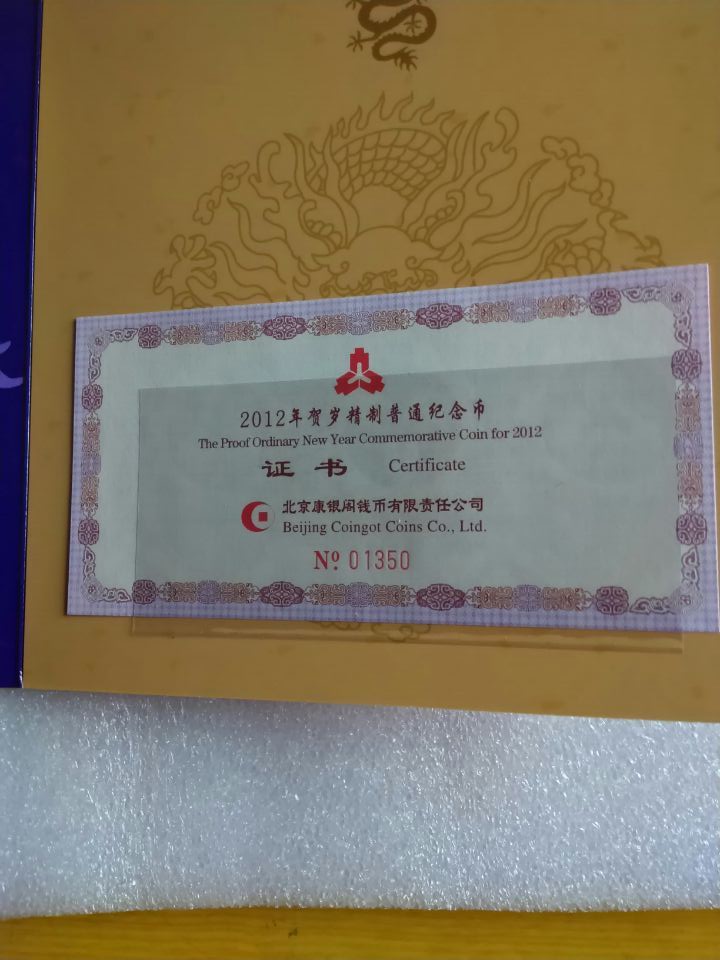 2012年贺岁精制普通纪念币
The Proof Ordinary New Year Commemorative Coin for 2012
证书 Certificate
北京康银阁钱币有限责任公司
Beijing Coingot Coins Co., Ltd.
Nº 01350